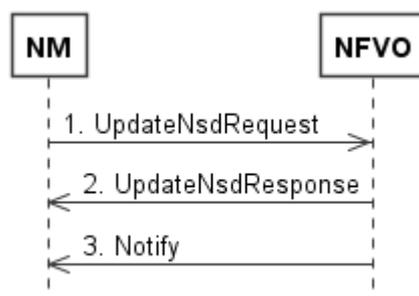 NM
NFVO
1. UpdateNsdRequest
2. UpdateNsdResponse
3. Notify